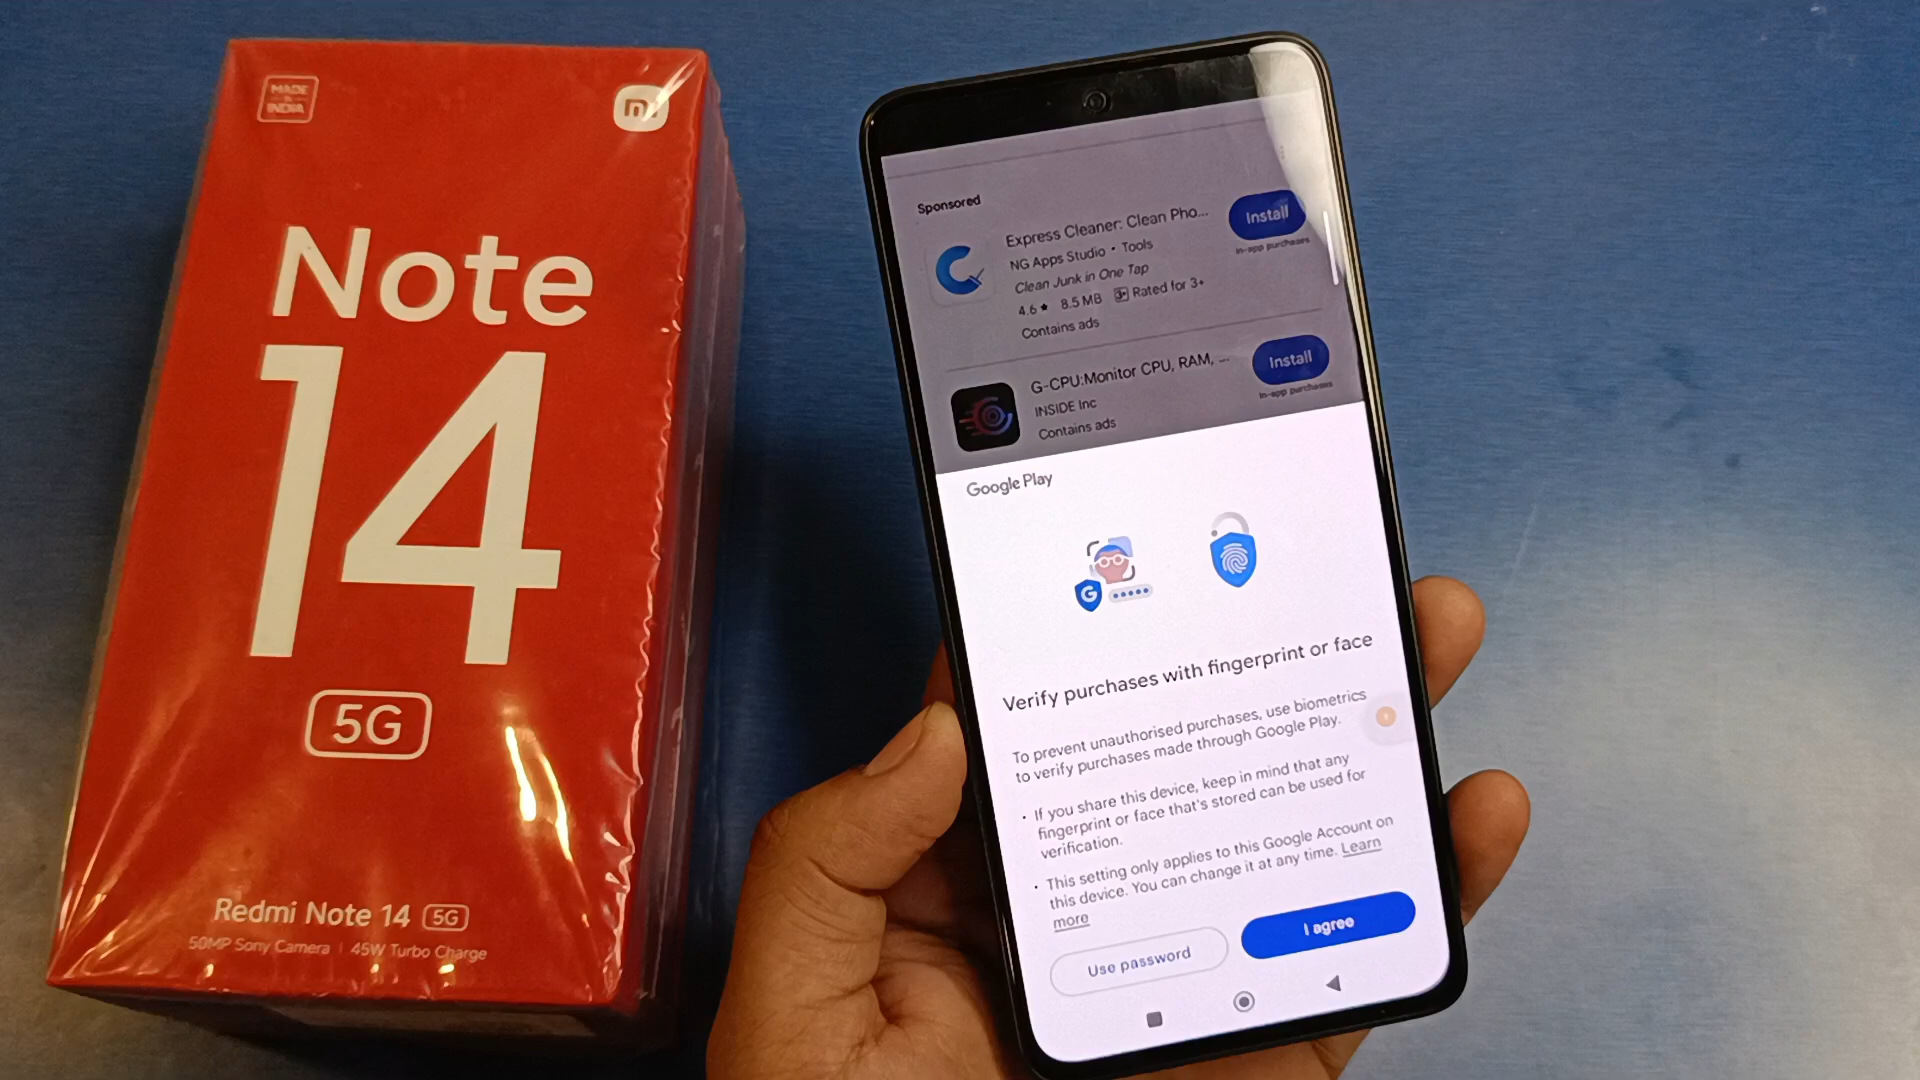 MADE
in
INDIA
mi
Note
14
5G
Redmi Note 14 5G
50MP Sony Camera | 45W Turbo Charge
Sponsored
Express Cleaner: Clean Pho...
Install
NG Apps Studio • Tools
In-app purchases
Clean Junk in One Tap
4.6 ★ 8.5 MB 3+ Rated for 3+
Contains ads
G-CPU:Monitor CPU, RAM, ...
Install
INSIDE Inc
In-app purchases
Contains ads
Google Play
G
Verify purchases with fingerprint or face
To prevent unauthorised purchases, use biometrics
to verify purchases made through Google Play.
• If you share this device, keep in mind that any
fingerprint or face that's stored can be used for
verification.
• This setting only applies to this Google Account on
this device. You can change it at any time. Learn
more
Use password
I agree